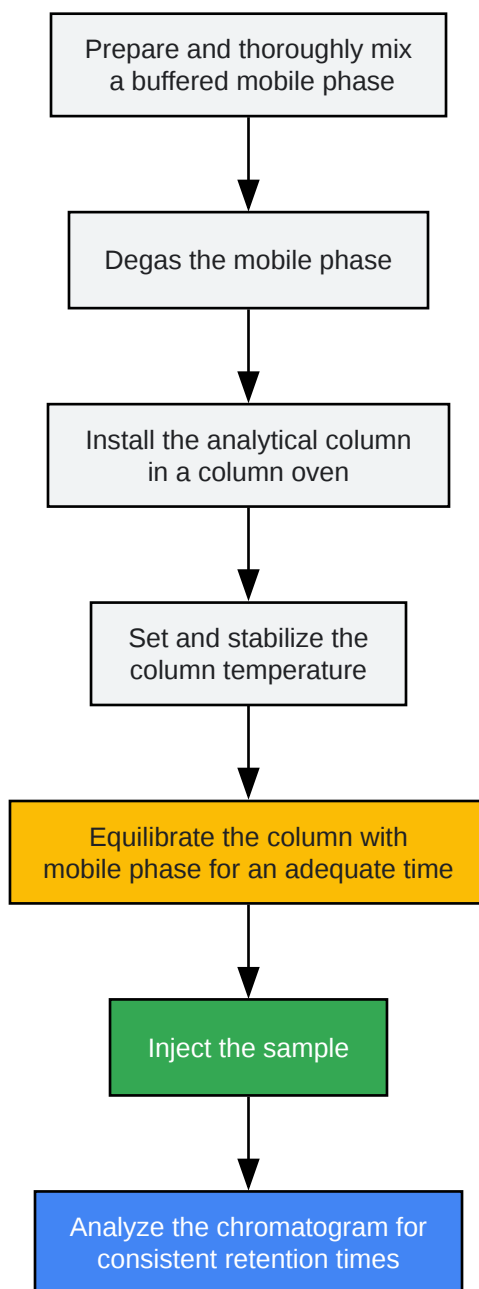 Prepare and thoroughly mix
a buffered mobile phase
Degas the mobile phase
Install the analytical column
in a column oven
Set and stabilize the
column temperature
Equilibrate the column with
mobile phase for an adequate time
Inject the sample
Analyze the chromatogram for
consistent retention times